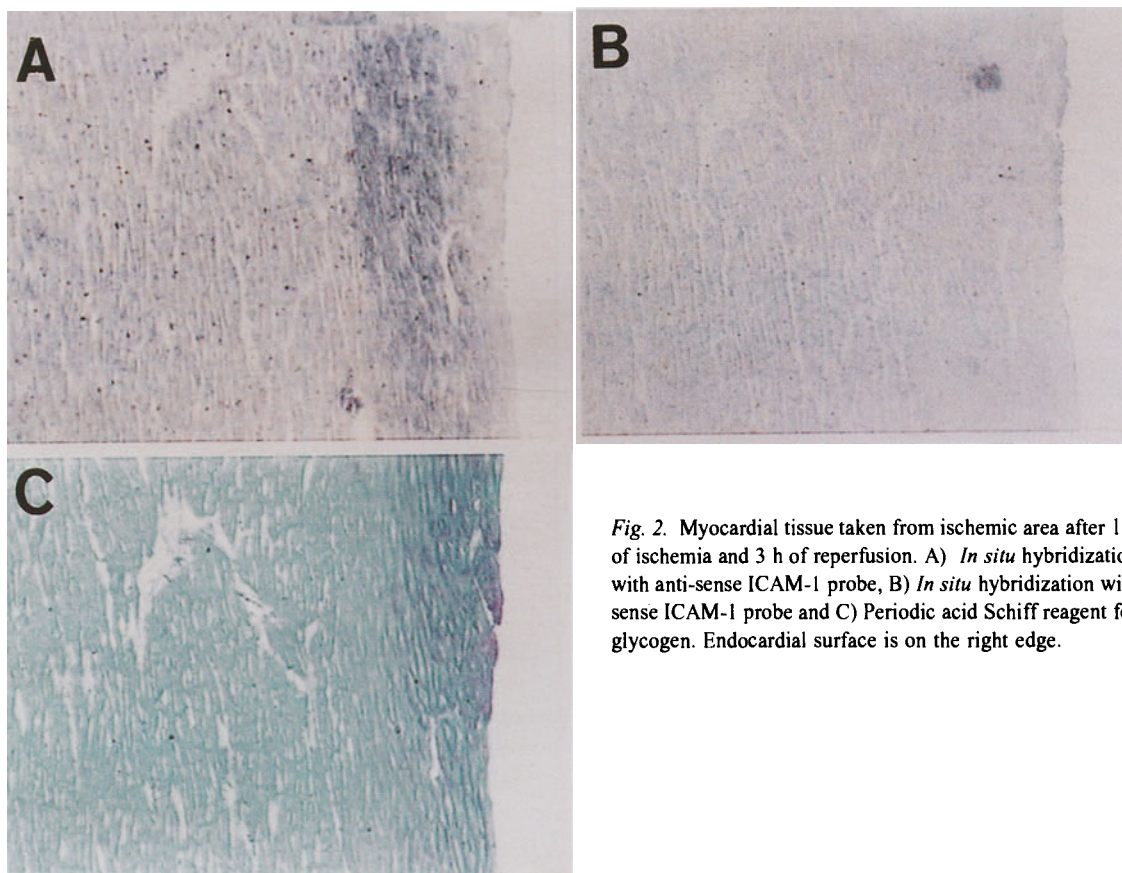 A
B
C
Fig. 2. Myocardial tissue taken from ischemic area after 1
of ischemia and 3 h of reperfusion. A) In situ
with anti-sense ICAM-1 probe, B) In situ hybridization
sense ICAM-1 probe and C) Periodic acid Schiff reagent
glycogen. Endocardial surface is on the right edge.